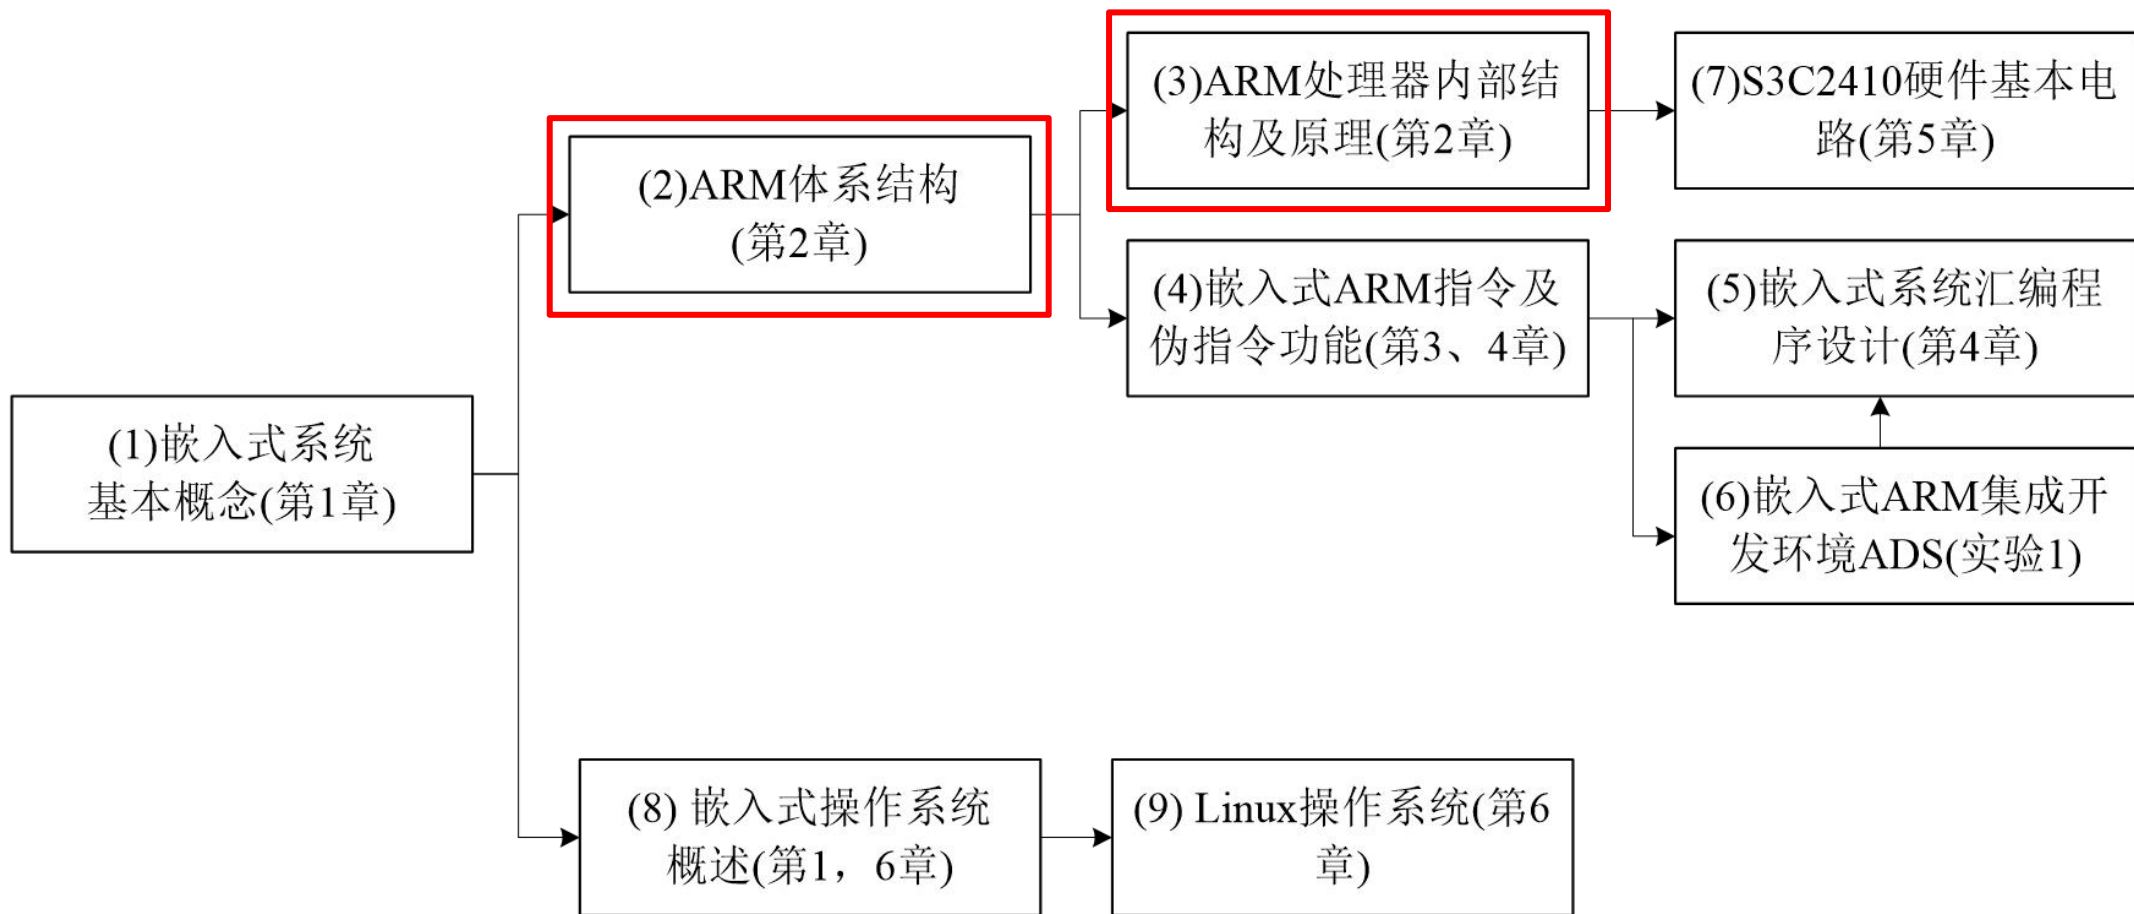 (1)嵌入式系统
基本概念(第1章)
(2)ARM体系结构
(第2章)
(3)ARM处理器内部结
构及原理(第2章)
(4)嵌入式ARM指令及
伪指令功能(第3、4章)
(5)嵌入式系统汇编程
序设计(第4章)
(6)嵌入式ARM集成开
发环境ADS(实验1)
(7)S3C2410硬件基本电
路(第5章)
(8) 嵌入式操作系统
概述(第1，6章)
(9) Linux操作系统(第6
章)